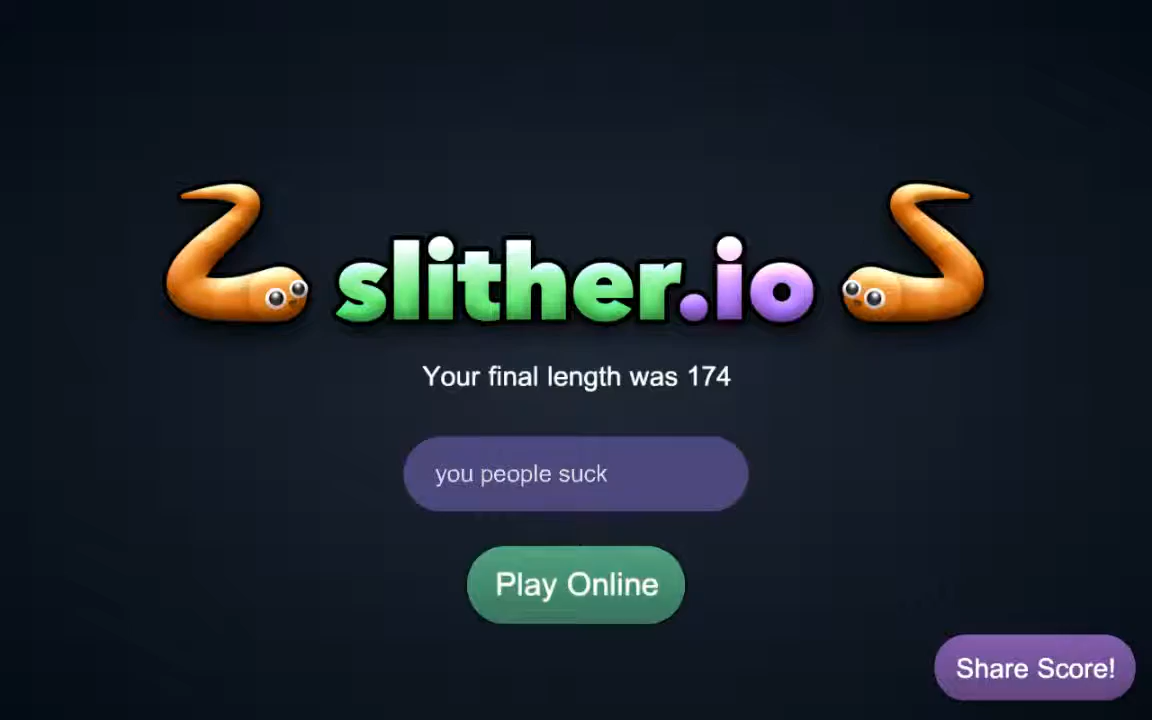 slither.io
Your final length was 174
you people suck
Play Online
Share Score!